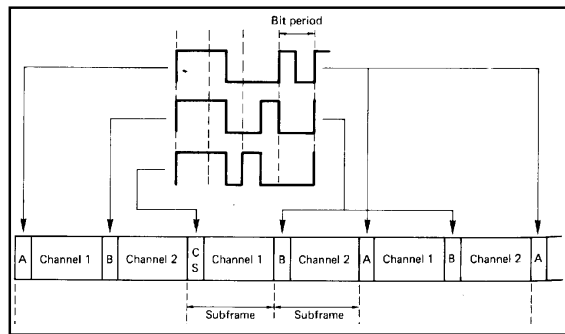 Bit period
A Channel 1 B Channel 2 C S Channel 1 B Channel 2 A Channel 1 B Channel 2 A
Subframe Subframe